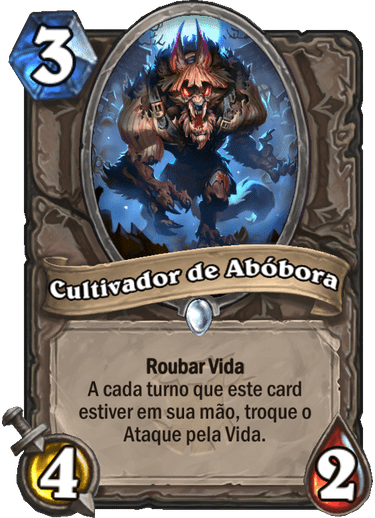 3
Cultivador de Abóbora
Roubar Vida
A cada turno que este card
estiver em sua mão, troque o
Ataque pela Vida.
4
2